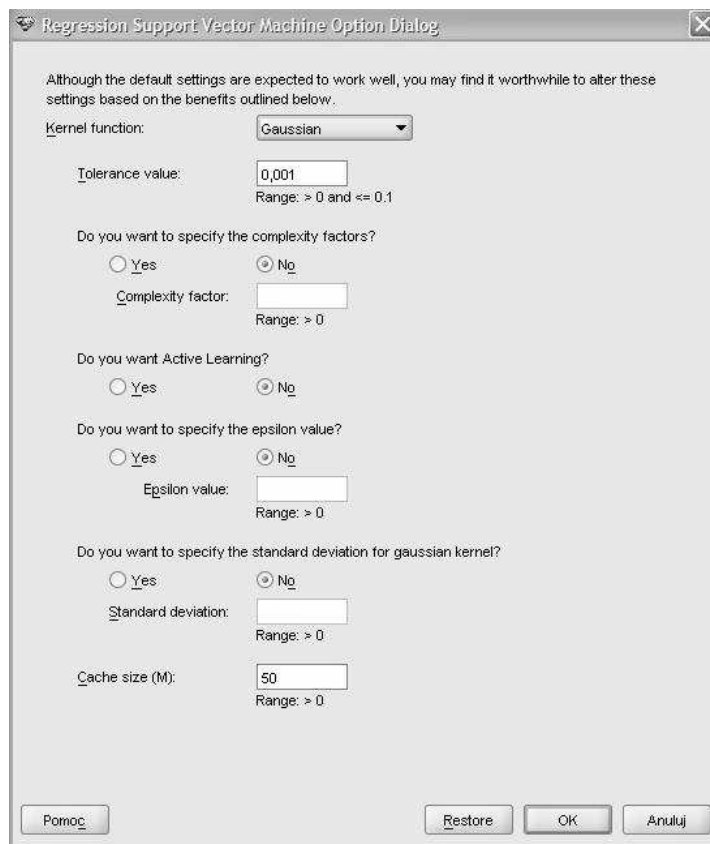 Regression Support Vector Machine Option Dialog
Although the default settings are expected to work well, you may find it worthwhile to alter these
settings based on the benefits outlined below.
Kernel function: Gaussian
Tolerance value: 0,001
Range: > 0 and <= 0.1
Do you want to specify the complexity factors?
Yes No
Complexity factor:
Range: > 0
Do you want Active Learning?
Yes No
Do you want to specify the epsilon value?
Yes No
Epsilon value:
Range: > 0
Do you want to specify the standard deviation for gaussian kernel?
Yes No
Standard deviation:
Range: > 0
Cache size (M): 50
Range: > 0
Pomoc Restore OK Anuluj